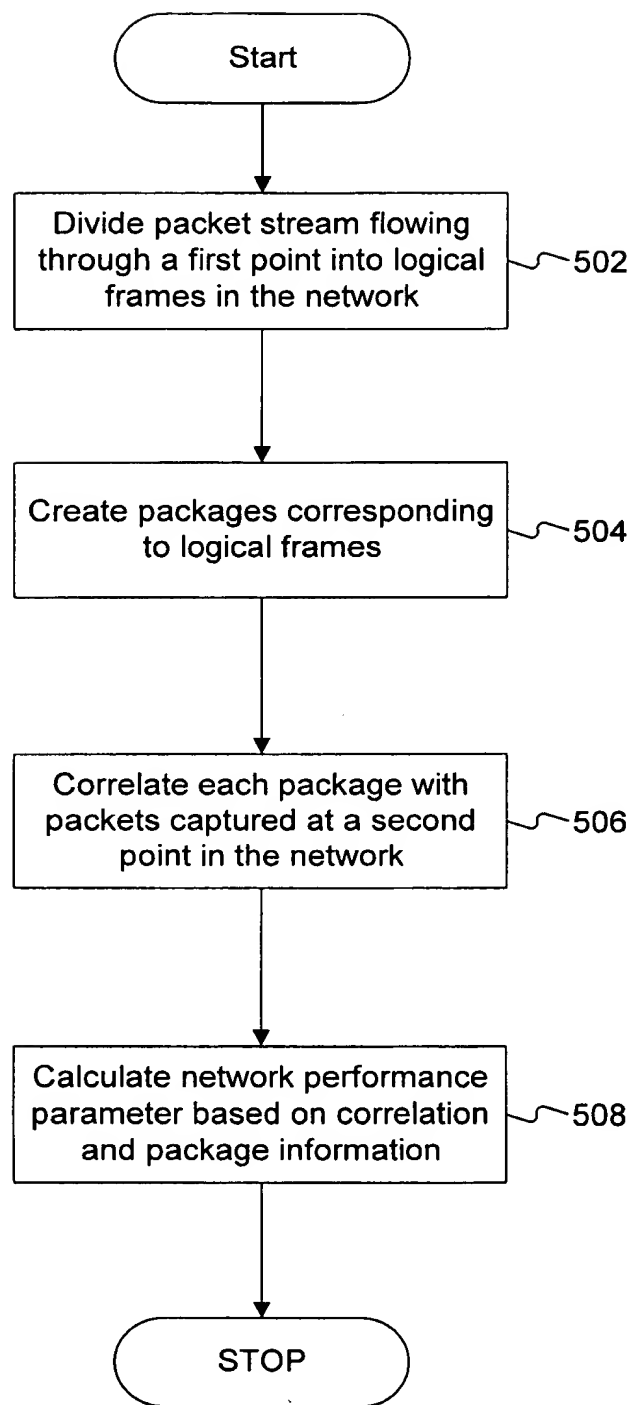 Start
Divide packet stream flowing
through a first point into logical
frames in the network
502
Create packages corresponding
to logical frames
504
Correlate each package with
packets captured at a second
point in the network
506
Calculate network performance
parameter based on correlation
and package information
508
STOP